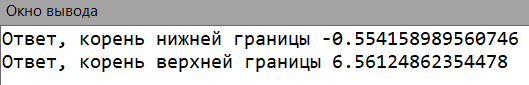 Окно вывода
Ответ, корень нижней границы -0.554158989560746
Ответ, корень верхней границы 6.56124862354478